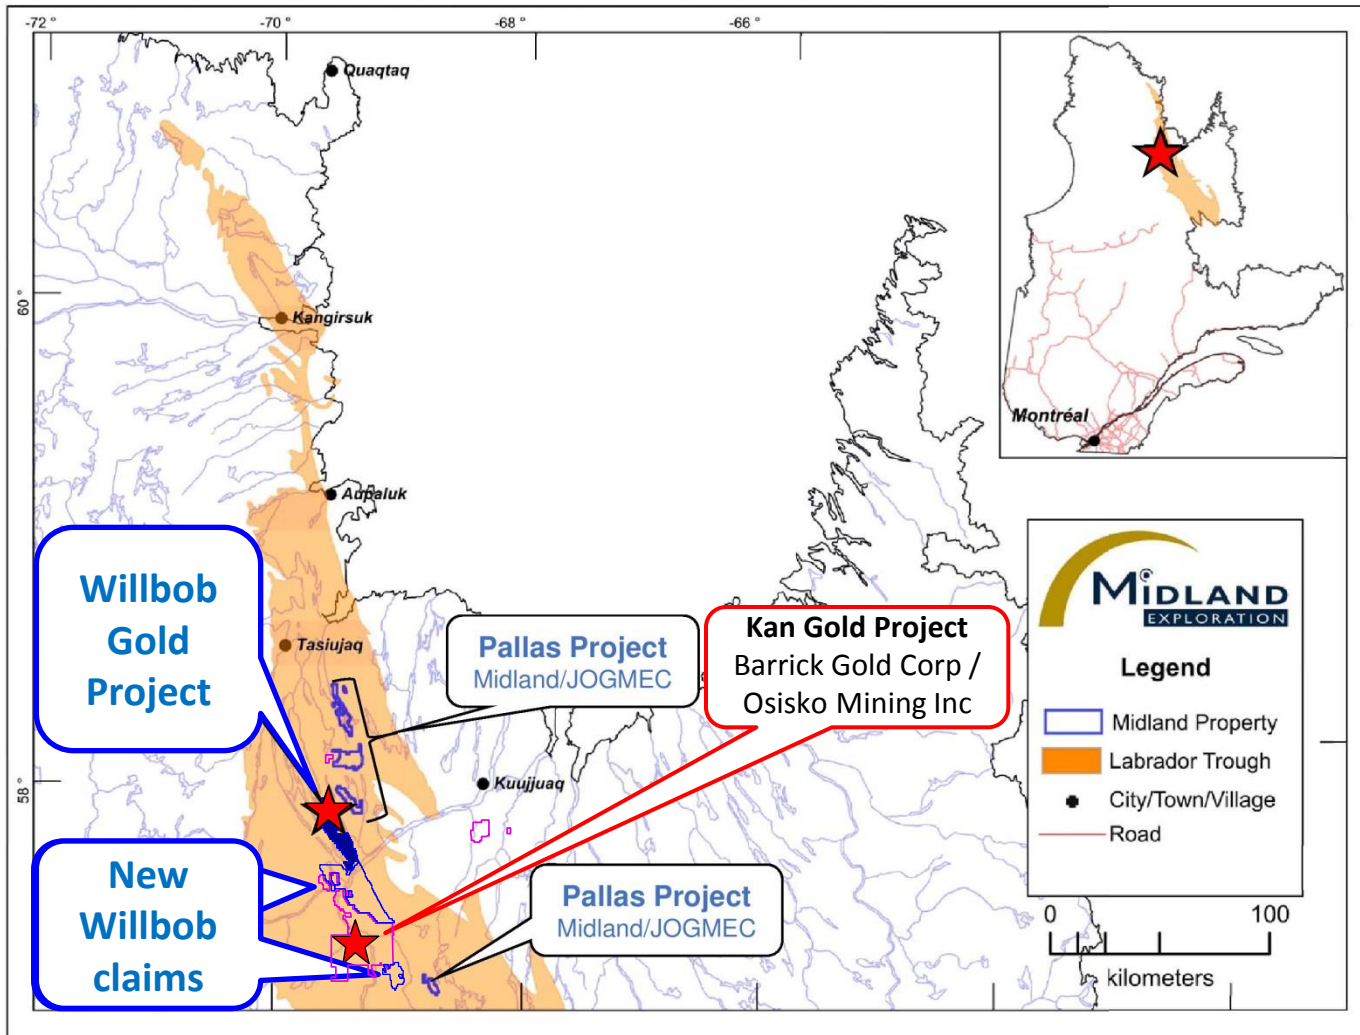 -72 °
-70 °
-68 °
-66 °
Quaqtaq
60 °
Kangirsuk
Montréal
Aupaluk
Willbob
Gold
Project
Tasiujaq
Pallas Project
Midland/JOGMEC
Kan Gold Project
Barrick Gold Corp /
Osisko Mining Inc
MIDLAND
EXPLORATION
Legend
Midland Property
Labrador Trough
City/Town/Village
Road
58 °
Kuujjuaq
New
Willbob
claims
Pallas Project
Midland/JOGMEC
0 100
kilometers